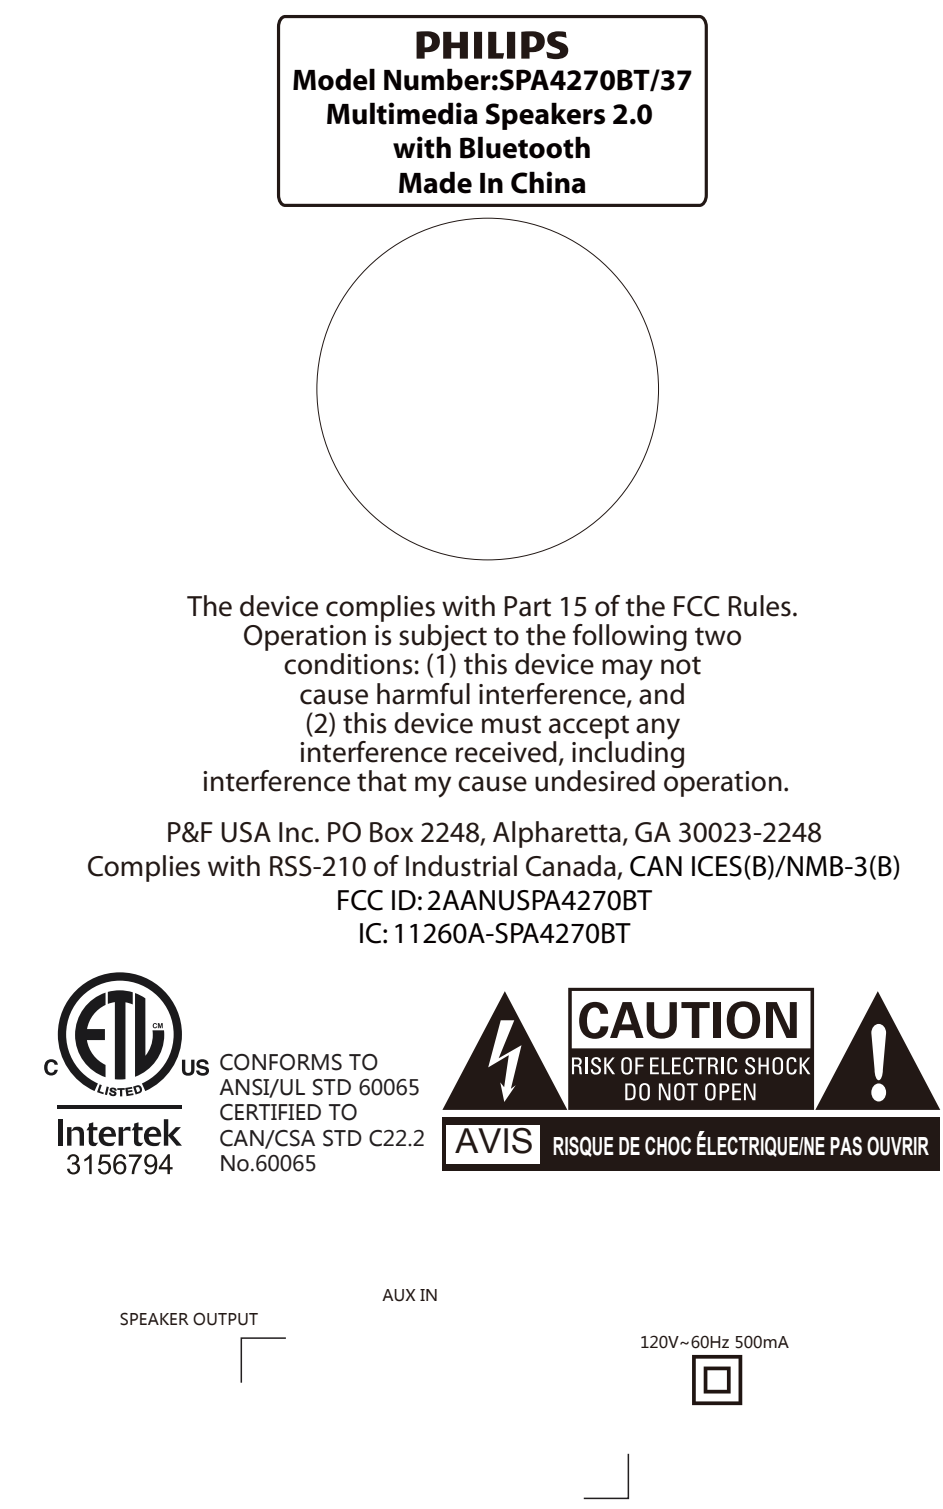 PHILIPS
Model Number:SPA4270BT/37
Multimedia Speakers 2.0
with Bluetooth
Made In China
The device complies with Part 15 of the FCC Rules.
Operation is subject to the following two
conditions: (1) this device may not
cause harmful interference, and
(2) this device must accept any
interference received, including
interference that my cause undesired operation.
P&F USA Inc. PO Box 2248, Alpharetta, GA 30023-2248
Complies with RSS-210 of Industrial Canada, CAN ICES(B)/NMB-3(B)
FCC ID: 2AANUSPA4270BT
IC: 11260A-SPA4270BT
ETL CM
C US
LISTED
Intertek
3156794
CONFORMS TO
ANSI/UL STD 60065
CERTIFIED TO
CAN/CSA STD C22.2
No.60065
CAUTION
RISK OF ELECTRIC SHOCK
DO NOT OPEN
AVIS RISQUE DE CHOC ÉLECTRIQUE/NE PAS OUVRIR
AUX IN
SPEAKER OUTPUT
120V~60Hz 500mA